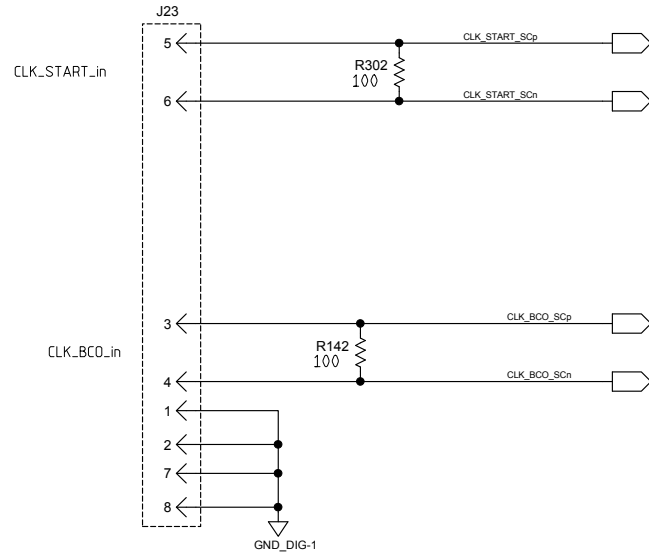 J23
5
CLK_START_SCp
CLK_START_in
R302
100
6
CLK_START_SCn
3
CLK_BCO_SCp
CLK_BCO_in
R142
100
4
CLK_BCO_SCn
1
2
7
8
GND_DIG-1